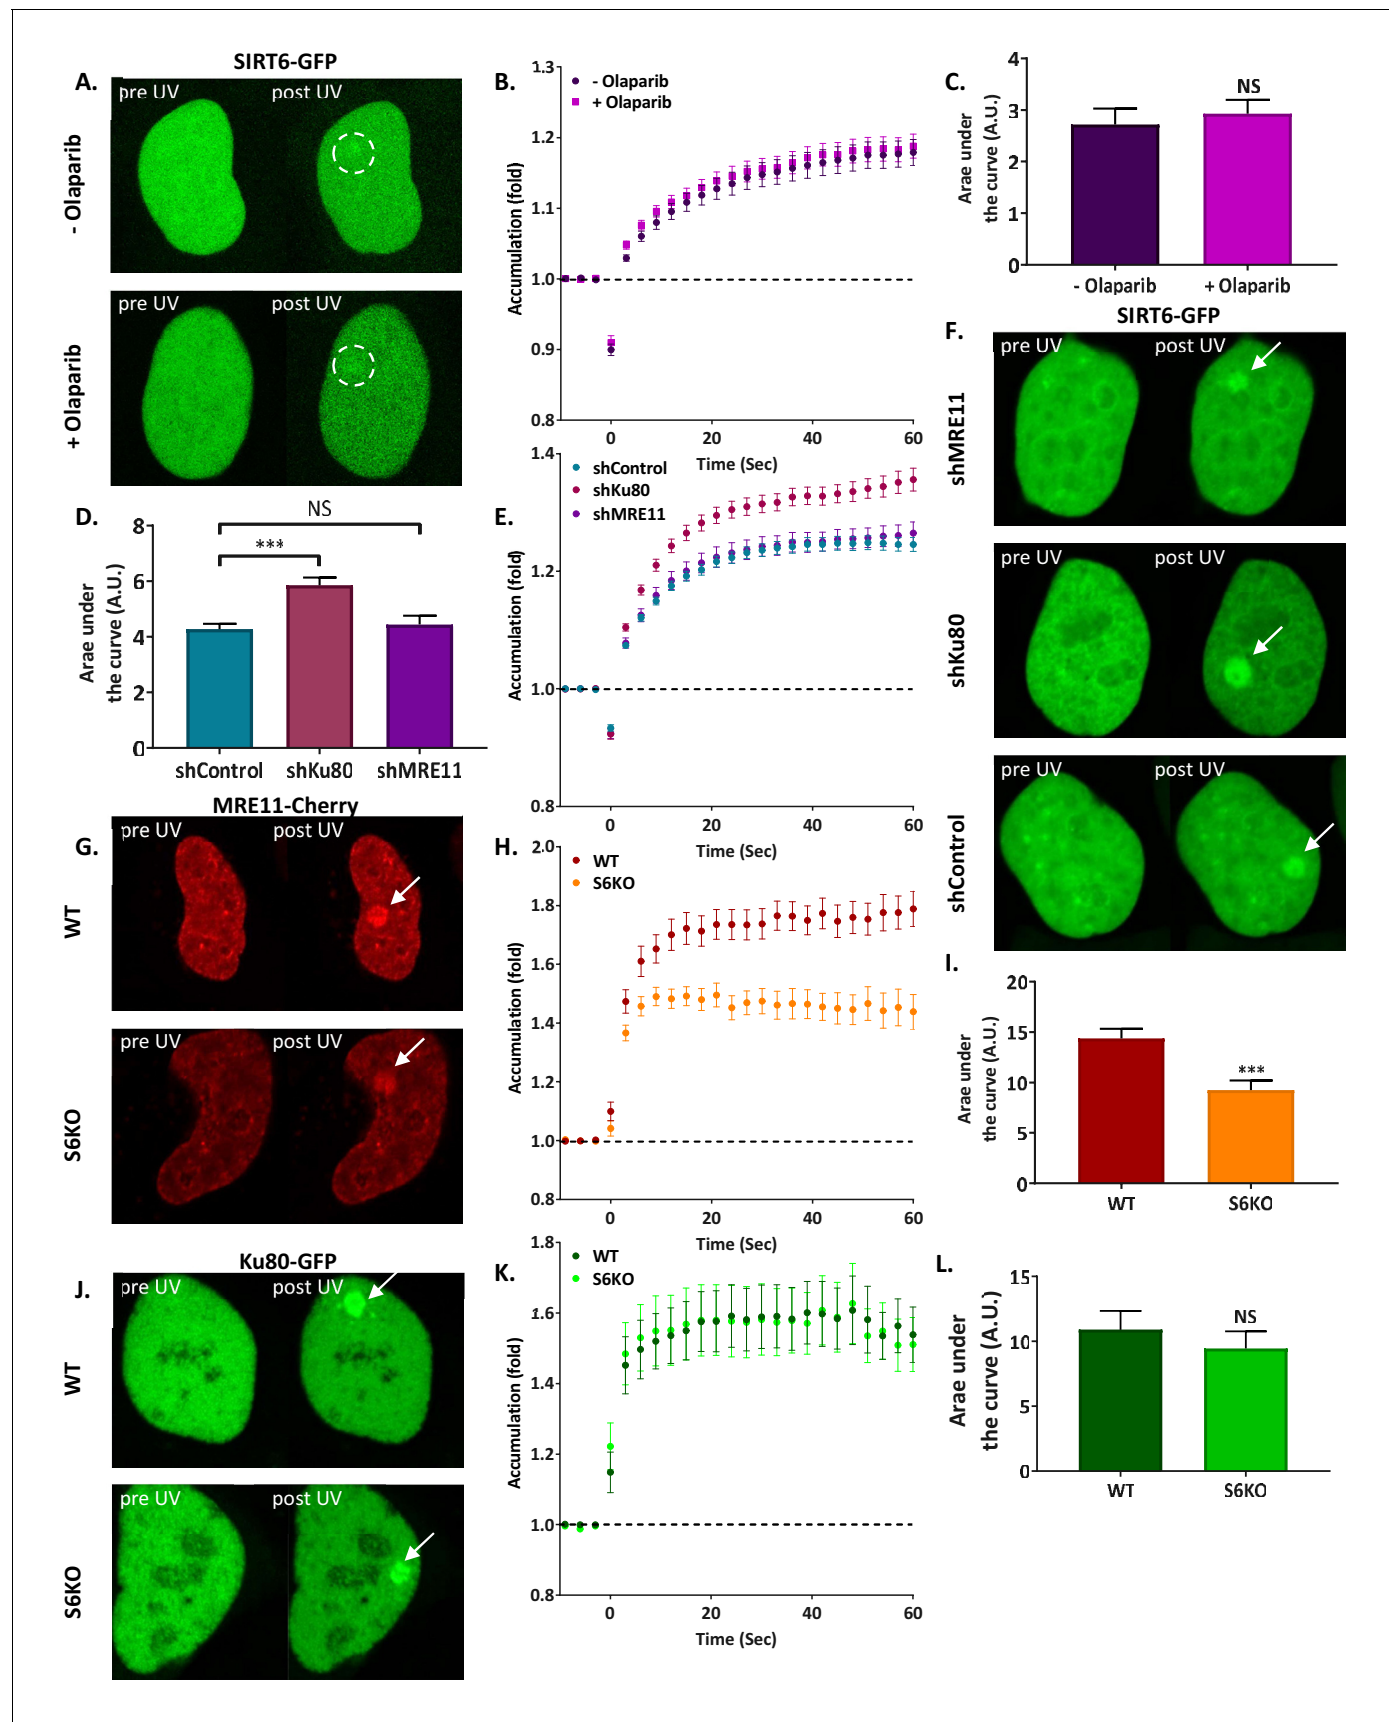 A.
SIRT6-GFP
pre UV
post UV
- Olaparib
pre UV
post UV
+ Olaparib
B.
- Olaparib
+ Olaparib
Accumulation (fold)
1.3
1.2
1.1
1.0
0.9
0.8
0
20
40
60
Time (Sec)
C.
Arae under
the curve (A.U.)
4
3
2
1
0
NS
- Olaparib
+ Olaparib
D.
Arae under
the curve (A.U.)
8
6
4
2
0
NS
***
shControl
shKu80
shMRE11
E.
shControl
shKu80
shMRE11
Accumulation (fold)
1.4
1.2
1.0
0.8
0
20
40
60
Time (Sec)
F.
SIRT6-GFP
pre UV
post UV
shMRE11
pre UV
post UV
shKu80
pre UV
post UV
shControl
G.
MRE11-Cherry
pre UV
post UV
WT
pre UV
post UV
S6KO
H.
WT
S6KO
Accumulation (fold)
2.0
1.8
1.6
1.4
1.2
1.0
0.8
0
20
40
60
Time (Sec)
I.
Arae under
the curve (A.U.)
20
15
10
5
0
***
WT
S6KO
J.
Ku80-GFP
pre UV
post UV
WT
pre UV
post UV
S6KO
K.
WT
S6KO
Accumulation (fold)
1.8
1.6
1.4
1.2
1.0
0.8
0
20
40
60
Time (Sec)
L.
Arae under
the curve (A.U.)
15
10
5
0
NS
WT
S6KO